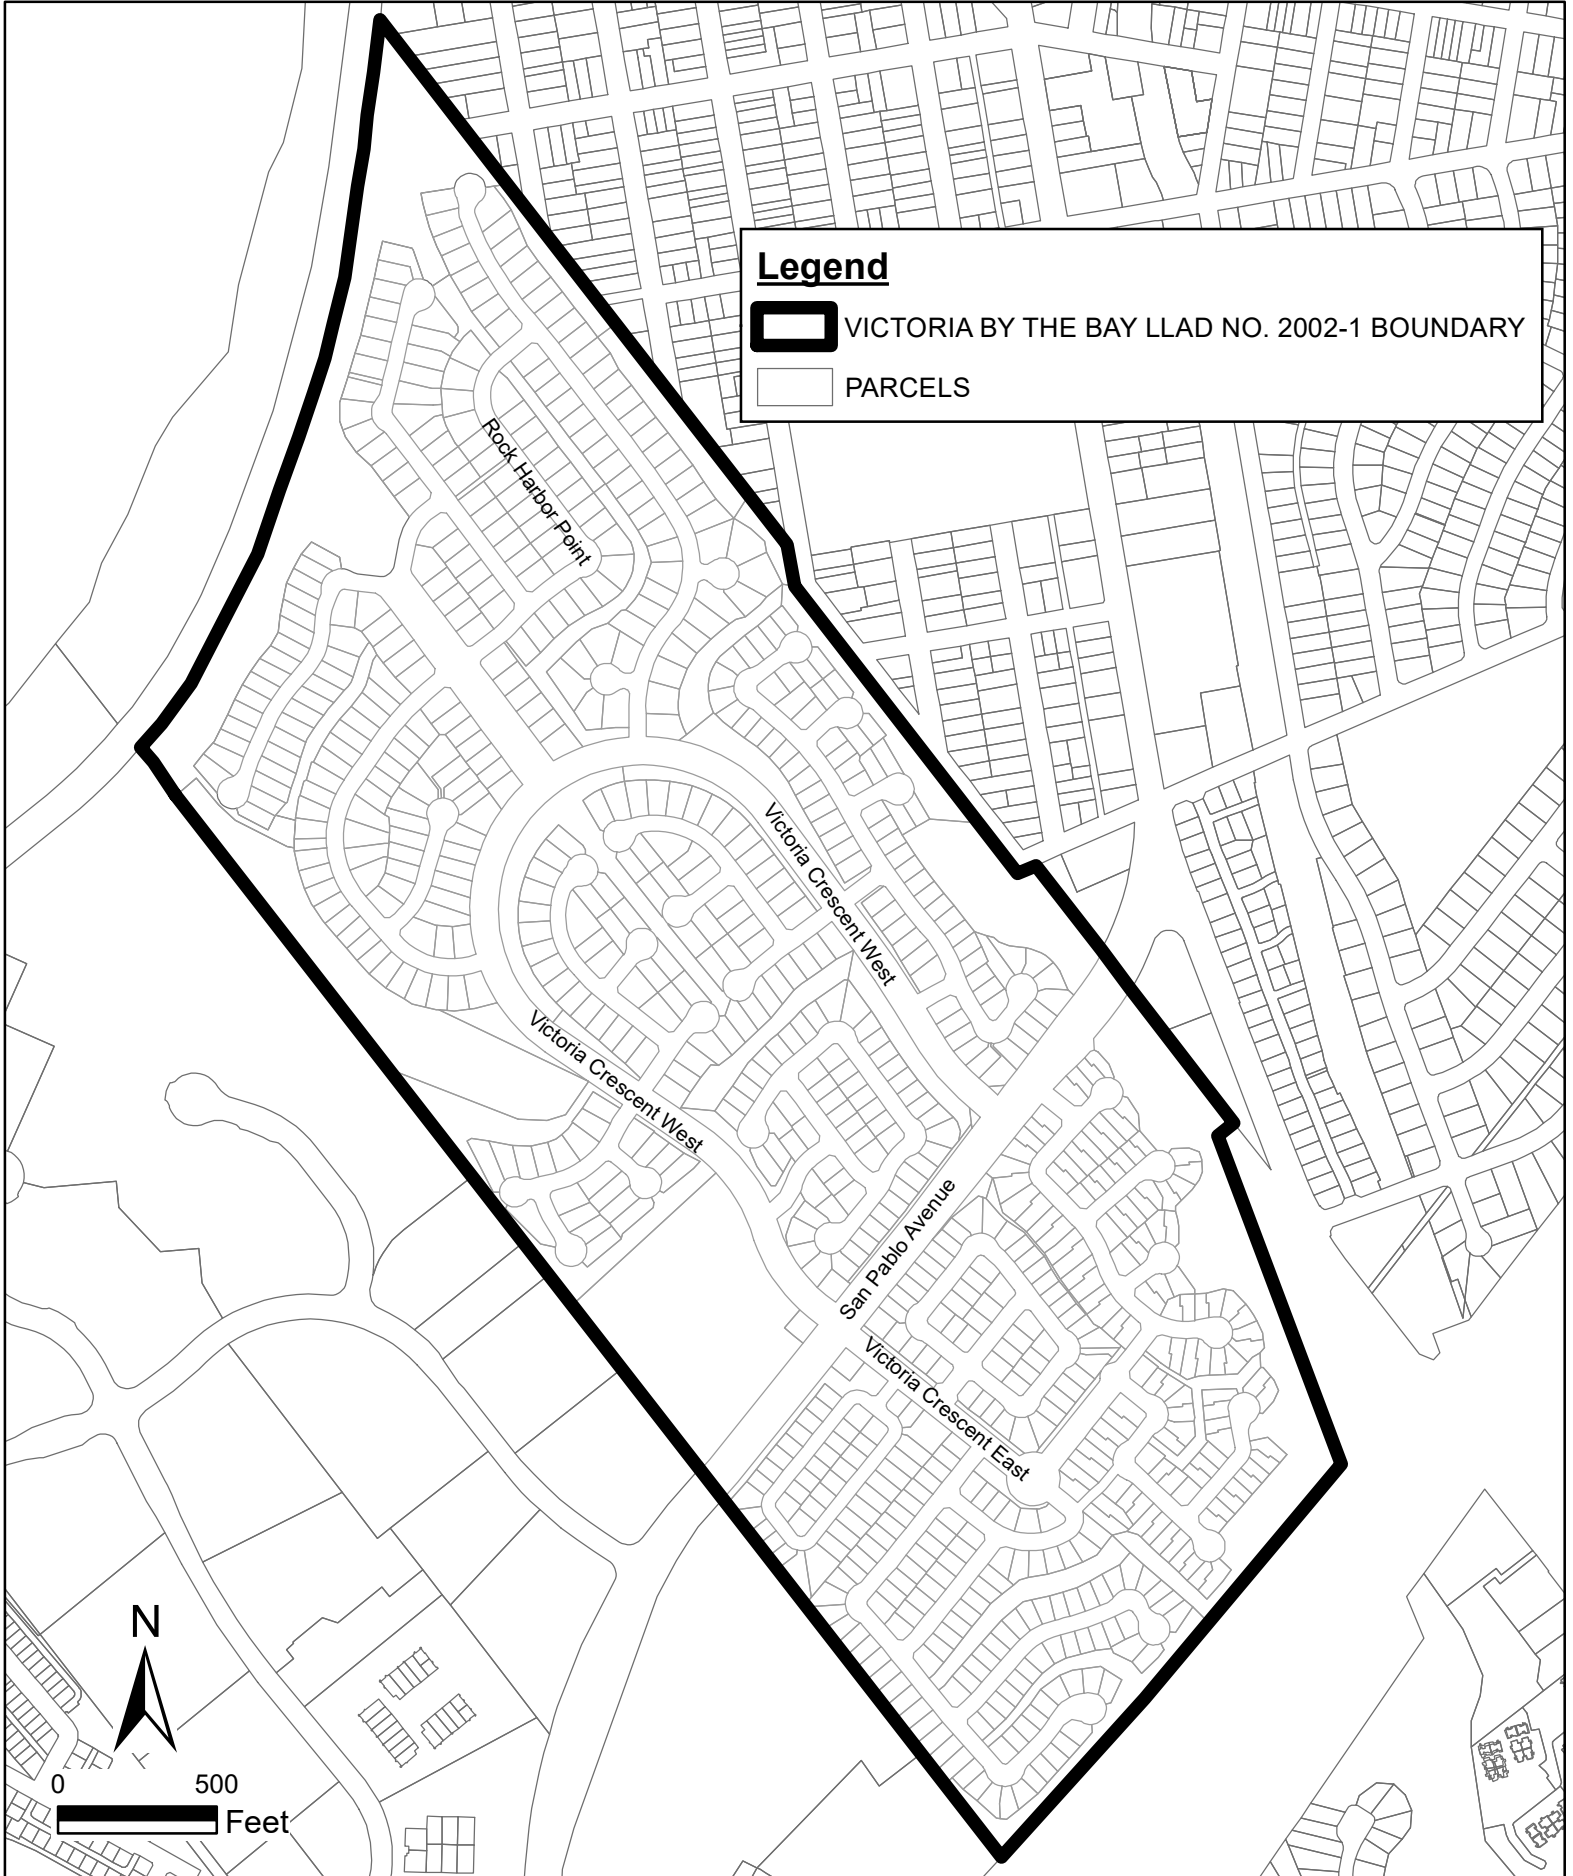 Legend
VICTORIA BY THE BAY LLAD NO. 2002-1 BOUNDARY
PARCELS
Rock Harbor Point
Victoria Crescent West
Victoria Crescent West
San Pablo Avenue
Victoria Crescent East
N
0 500
Feet